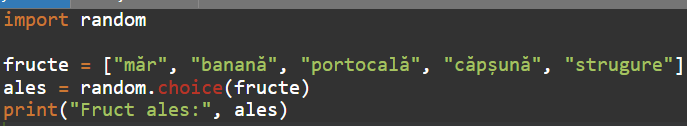 import random
fructe = ["măr", "banană", "portocală", "căpșună", "strugure"]
ales = random.choice(fructe)
print("Fruct ales:", ales)